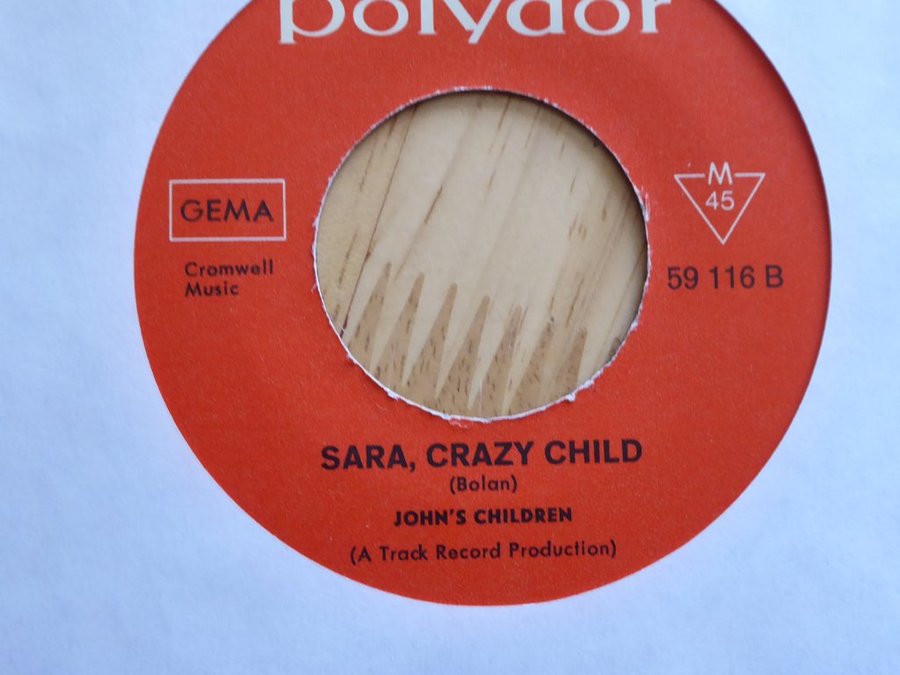 polydor
GEMA
Cromwell
Music
M
45
59 116 B
SARA, CRAZY CHILD
(Bolan)
JOHN'S CHILDREN
(A Track Record Production)